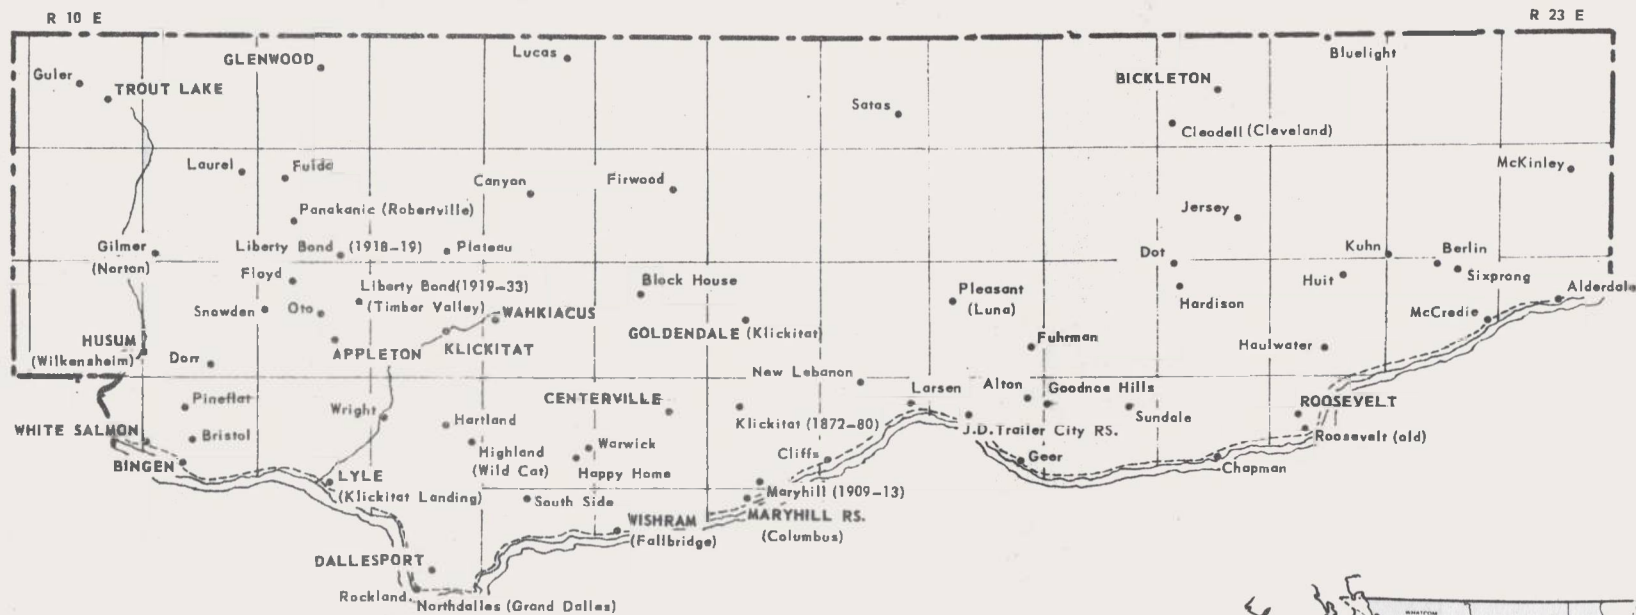 R 10 E
R 23 E
Lucas
Bluelight
GLENWOOD
Guler
TROUT LAKE
BICKLETON
Satas
Cleadell (Cleveland)
Laurel
Fulda
McKinley
Canyon
Firwood
Panakanic (Robertville)
Jersey
Gilmer
(Norton)
Liberty Bond (1918-19)
Plateau
Dot
Kuhn
Berlin
Sixprong
Floyd
Block House
Huit
Liberty Bond(1919-33)
(Timber Valley)
Pleasant
(Luna)
Hardison
Alderdale
Snowden
Oto
WAHKIACUS
McCredie
GOLDENDALE (Klickitat)
HUSUM
(Wilkensheim)
Dorr
APPLETON
KLICKITAT
Fuhrman
Haulwater
New Lebanon
Larsen
Alton
Goodnoe Hills
Pineflat
CENTERVILLE
ROOSEVELT
Wright
Hartland
Klickitat (1872-80)
Sundale
WHITE SALMON
Bristol
J.D.Trailer City RS.
Roosevelt (old)
Highland
(Wild Cat)
Warwick
Happy Home
Cliffs
Geer
Chapman
BINGEN
LYLE
(Klickitat Landing)
South Side
Maryhill (1909-13)
MARYHILL RS.
(Columbus)
WISHRAM
(Fallbridge)
DALLESPORT
Rockland
Northdalles (Grand Dalles)
WHATCOM